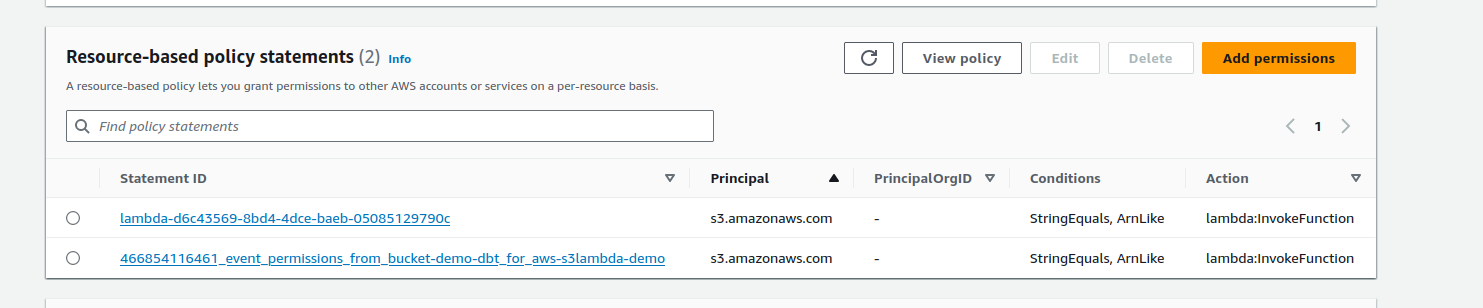 Resource-based policy statements (2) Info
View policy
Edit
Delete
Add permissions
A resource-based policy lets you grant permissions to other AWS accounts or services on a per-resource basis.
Find policy statements
1
Statement ID Principal PrincipalOrgID Conditions Action
lambda-d6c43569-8bd4-4dce-baeb-05085129790c s3.amazonaws.com - StringEquals, ArnLike lambda:InvokeFunction
466854116461_event_permissions_from_bucket-demo-dbt_for_aws-s3lambda-demo s3.amazonaws.com - StringEquals, ArnLike lambda:InvokeFunction